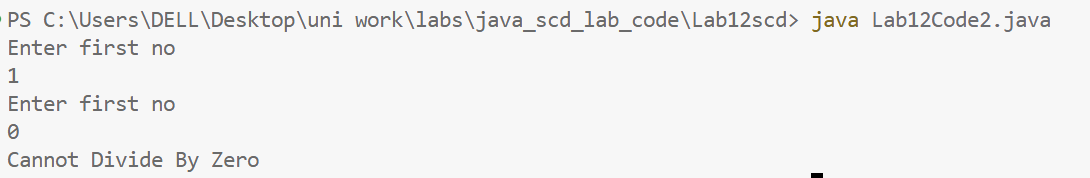 PS C:\Users\DELL\Desktop\uni work\labs\java_scd_lab_code\Lab12scd> java Lab12Code2.java
Enter first no
1
Enter first no
0
Cannot Divide By Zero